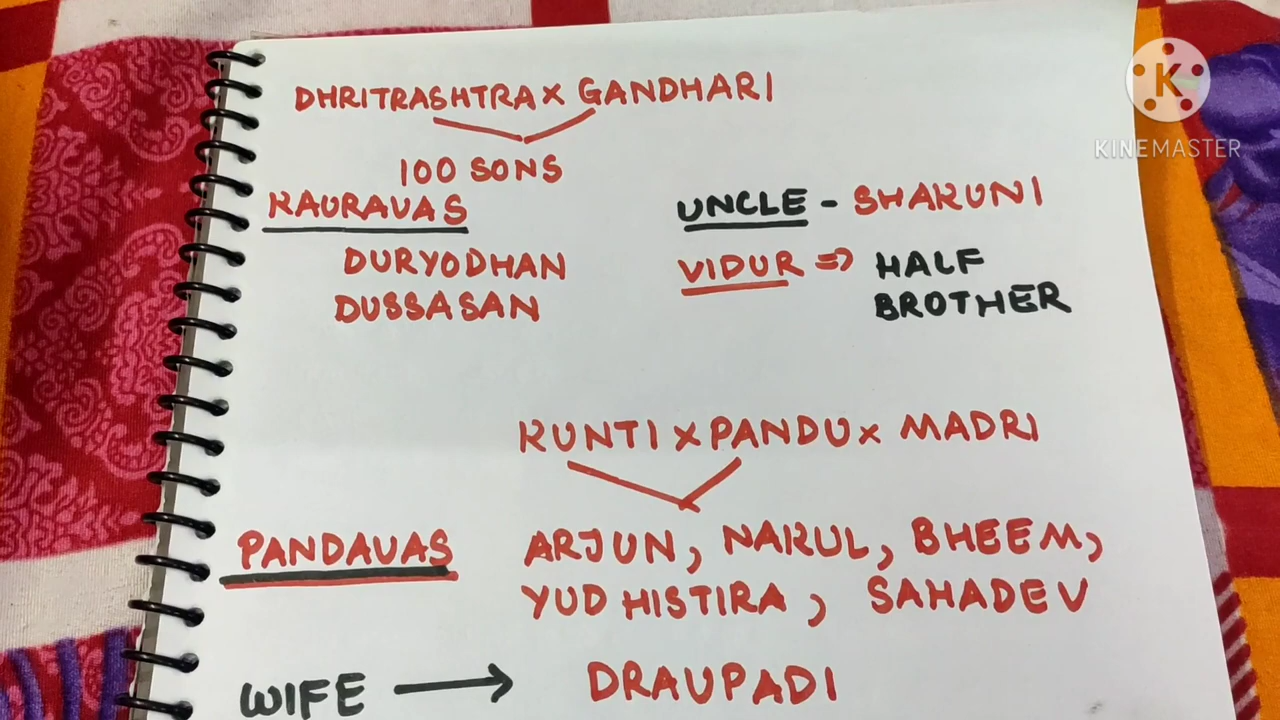 DHRITRASHTRA X GANDHARI
100 SONS
KAURAVAS
DURYODHAN
DUSSASAN
UNCLE - SHAKUNI
VIDUR => HALF
BROTHER
KUNTI X PANDU X MADRI
PANDAVAS ARJUN, NAKUL, BHEEM,
YUDHISTIRA, SAHADEV
WIFE → DRAUPADI
K
KINEMASTER